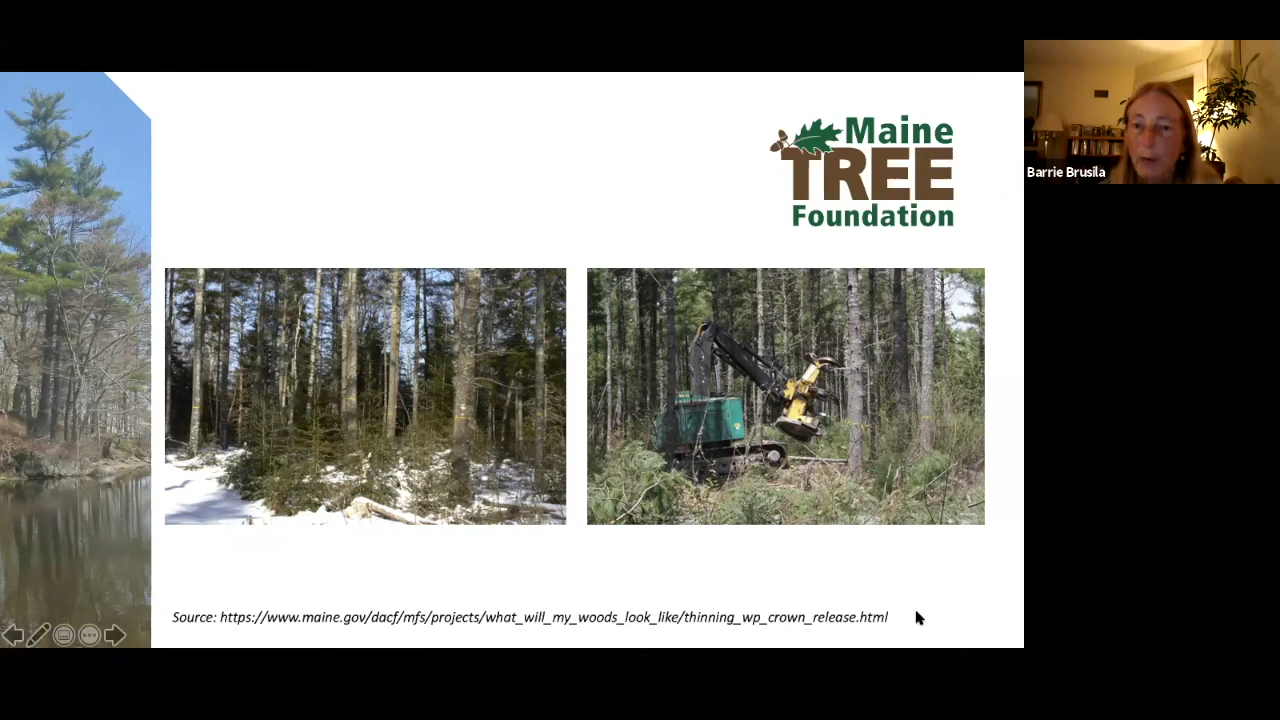 Maine
TREE
Foundation
Barrie Brusila
Source: https://www.maine.gov/dacf/mfs/projects/what_will_my_woods_look_like/thinning_wp_crown_release.html